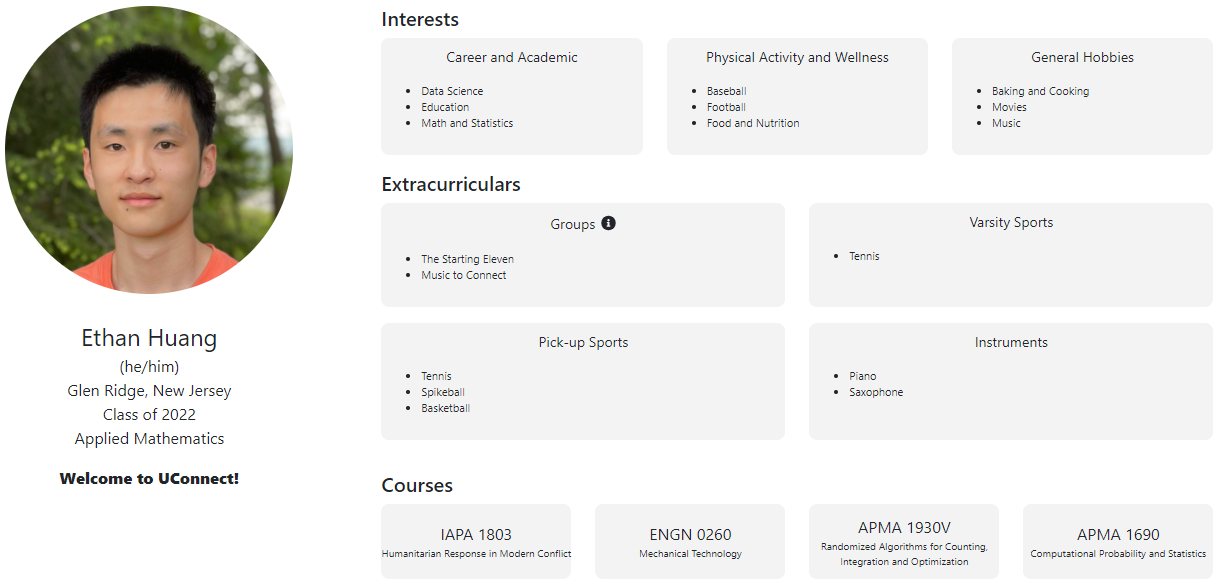 Ethan Huang
(he/him)
Glen Ridge, New Jersey
Class of 2022
Applied Mathematics
Welcome to UConnect!
Interests
Career and Academic
Data Science
Education
Math and Statistics
Physical Activity and Wellness
Baseball
Football
Food and Nutrition
General Hobbies
Baking and Cooking
Movies
Music
Extracurriculars
Groups
The Starting Eleven
Music to Connect
Varsity Sports
Tennis
Pick-up Sports
Tennis
Spikeball
Basketball
Instruments
Piano
Saxophone
Courses
IAPA 1803
Humanitarian Response in Modern Conflict
ENGN 0260
Mechanical Technology
APMA 1930V
Randomized Algorithms for Counting,
Integration and Optimization
APMA 1690
Computational Probability and Statistics